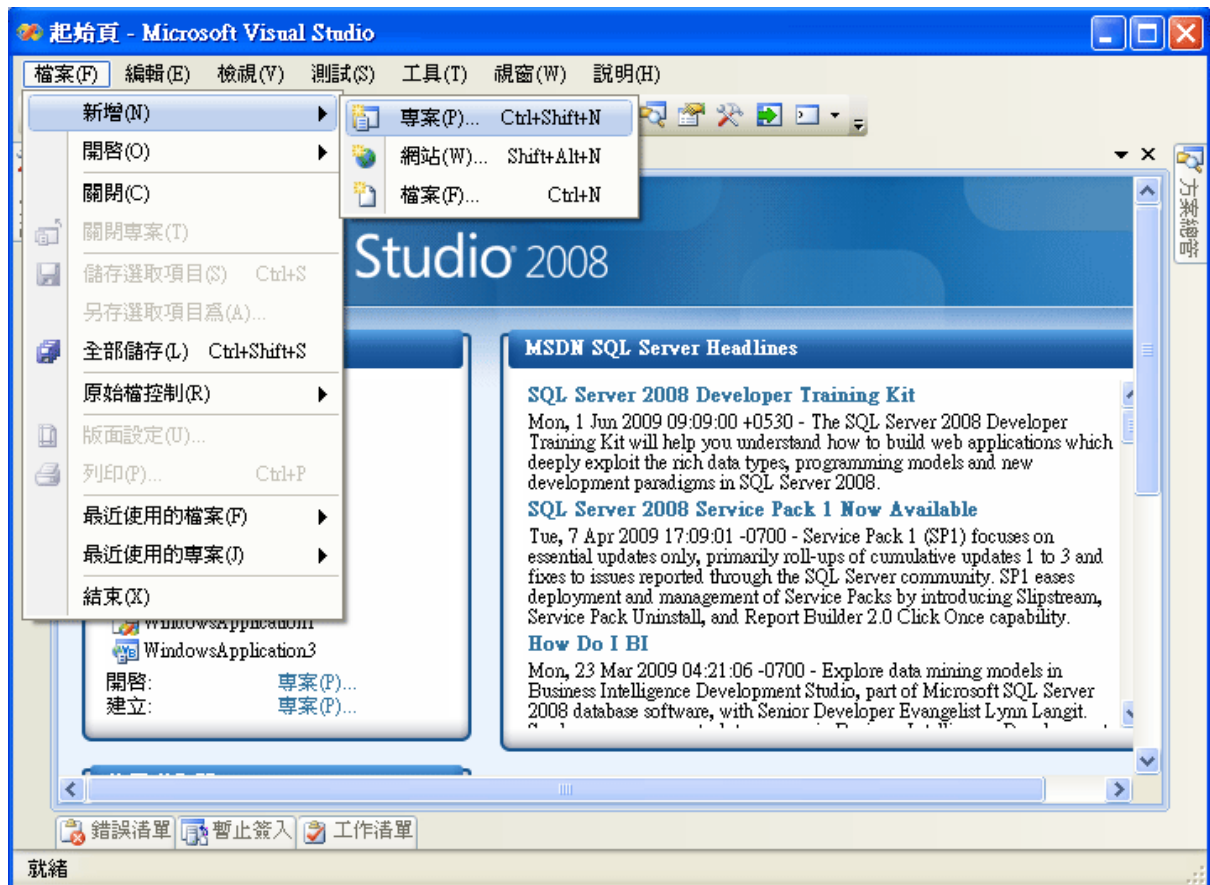 起始頁 - Microsoft Visual Studio
檔案(F) 編輯(E) 檢視(V) 測試(S) 工具(T) 視窗(W) 說明(H)
新增(N)
開啓(O)
關閉(C)
關閉專案(T)
儲存選取項目(S) Ctrl+S
另存選取項目為(A)...
全部儲存(L) Ctrl+Shift+S
原始檔控制(R)
版面設定(U)...
列印(P)... Ctrl+P
最近使用的檔案(F)
最近使用的專案(J)
結束(X)
專案(P)... Ctrl+Shift+N
網站(W)... Shift+Alt+N
檔案(F)... Ctrl+N
方案總管
Studio 2008
MSDN SQL Server Headlines
SQL Server 2008 Developer Training Kit
Mon, 1 Jun 2009 09:09:00 +0530 - The SQL Server 2008 Developer
Training Kit will help you understand how to build web applications which
deeply exploit the rich data types, programming models and new
development paradigms in SQL Server 2008.
SQL Server 2008 Service Pack 1 Now Available
Tue, 7 Apr 2009 17:09:01 -0700 - Service Pack 1 (SP1) focuses on
essential updates only, primarily roll-ups of cumulative updates 1 to 3 and
fixes to issues reported through the SQL Server community. SP1 eases
deployment and management of Service Packs by introducing Slipstream,
Service Pack Uninstall, and Report Builder 2.0 Click Once capability.
How Do I BI
Mon, 23 Mar 2009 04:21:06 -0700 - Explore data mining models in
Business Intelligence Development Studio, part of Microsoft SQL Server
2008 database software, with Senior Developer Evangelist Lynn Langit.
WindowsApplication1
WindowsApplication3
開啓: 專案(P)...
建立: 專案(P)...
錯誤清單 暫止簽入 工作清單
就緒